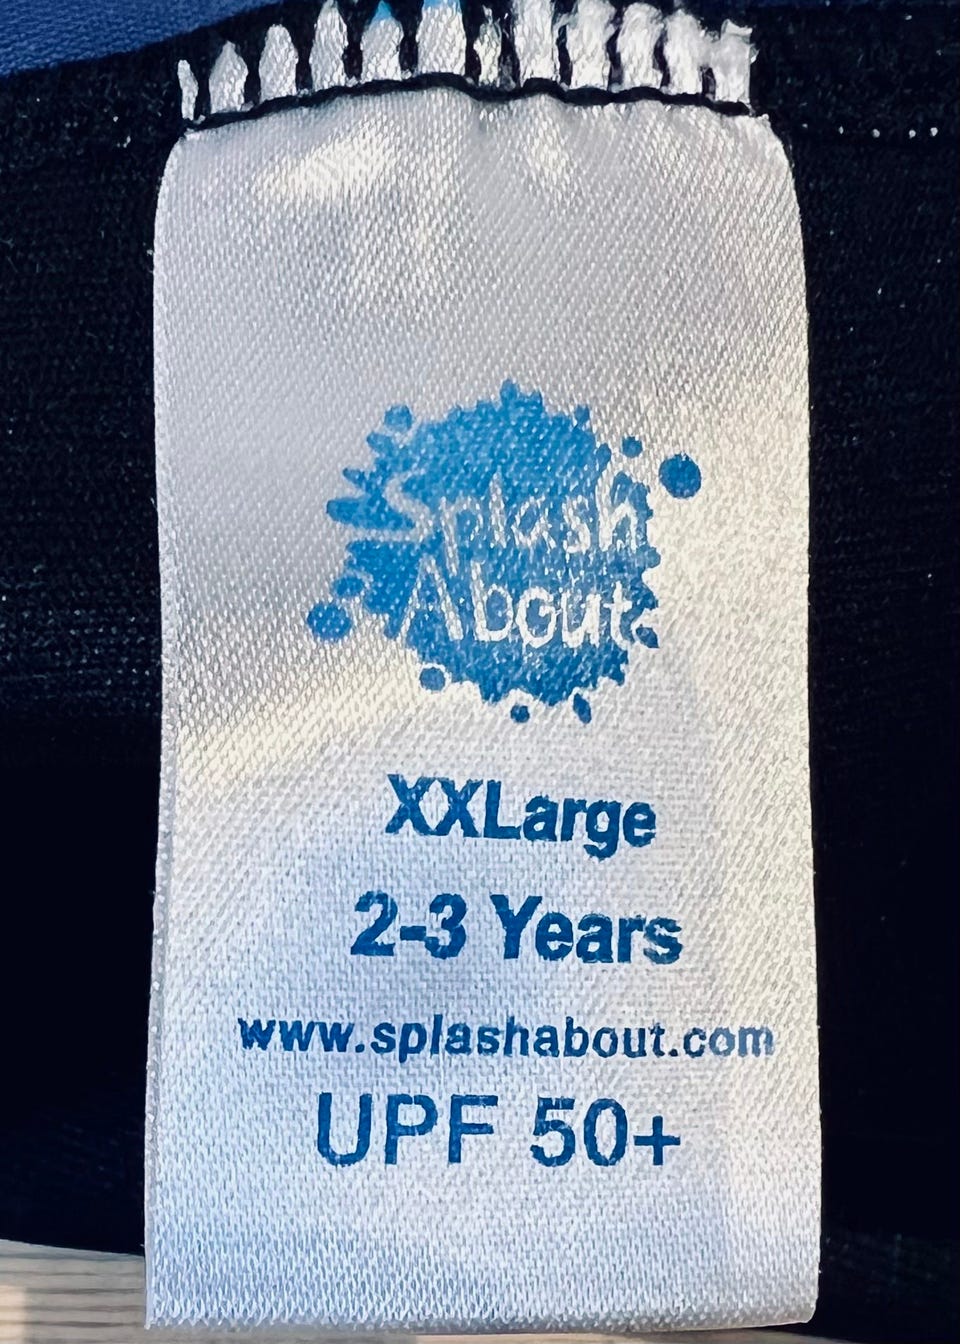 Splash
About
XXLarge
2-3 Years
www.splashabout.com
UPF 50+